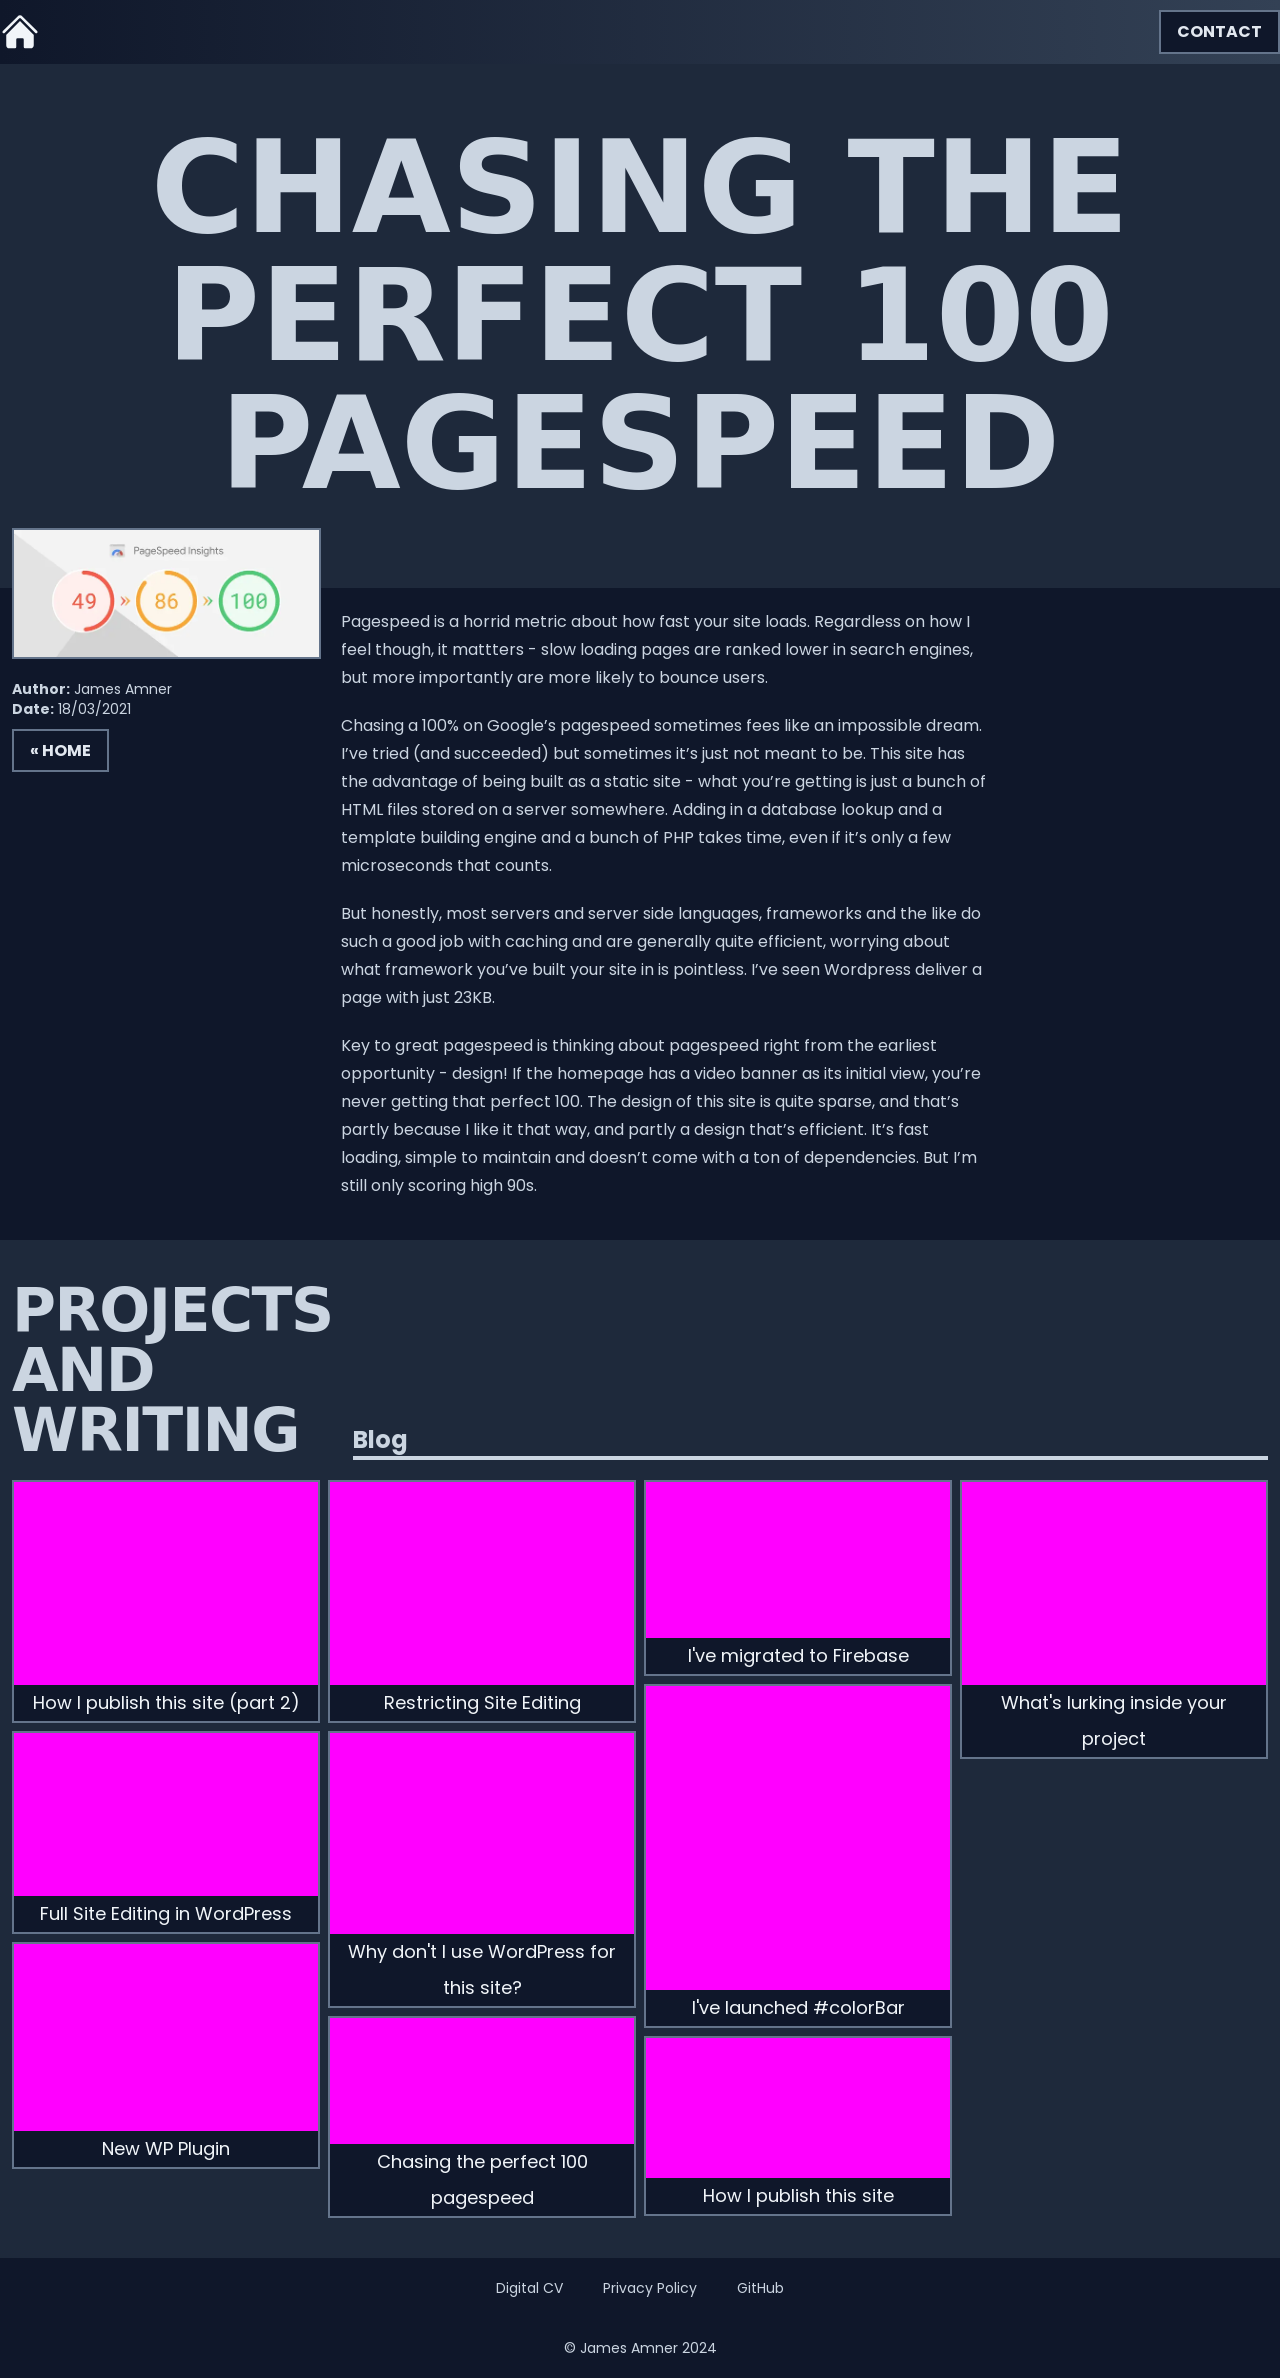 CONTACT
CHASING THE
PERFECT 100
PAGESPEED
PageSpeed Insights
49 » 86 » 100
Author: James Amner
Date: 18/03/2021
« HOME
Pagespeed is a horrid metric about how fast your site loads. Regardless on how I
feel though, it mattters - slow loading pages are ranked lower in search engines,
but more importantly are more likely to bounce users.
Chasing a 100% on Google’s pagespeed sometimes fees like an impossible dream.
I’ve tried (and succeeded) but sometimes it’s just not meant to be. This site has
the advantage of being built as a static site - what you’re getting is just a bunch of
HTML files stored on a server somewhere. Adding in a database lookup and a
template building engine and a bunch of PHP takes time, even if it’s only a few
microseconds that counts.
But honestly, most servers and server side languages, frameworks and the like do
such a good job with caching and are generally quite efficient, worrying about
what framework you’ve built your site in is pointless. I’ve seen Wordpress deliver a
page with just 23KB.
Key to great pagespeed is thinking about pagespeed right from the earliest
opportunity - design! If the homepage has a video banner as its initial view, you’re
never getting that perfect 100. The design of this site is quite sparse, and that’s
partly because I like it that way, and partly a design that’s efficient. It’s fast
loading, simple to maintain and doesn’t come with a ton of dependencies. But I’m
still only scoring high 90s.
PROJECTS
AND
WRITING
Blog
How I publish this site (part 2)
Full Site Editing in WordPress
New WP Plugin
Restricting Site Editing
Why don't I use WordPress for
this site?
Chasing the perfect 100
pagespeed
I've migrated to Firebase
I've launched #colorBar
How I publish this site
What's lurking inside your
project
Digital CV
Privacy Policy
GitHub
© James Amner 2024